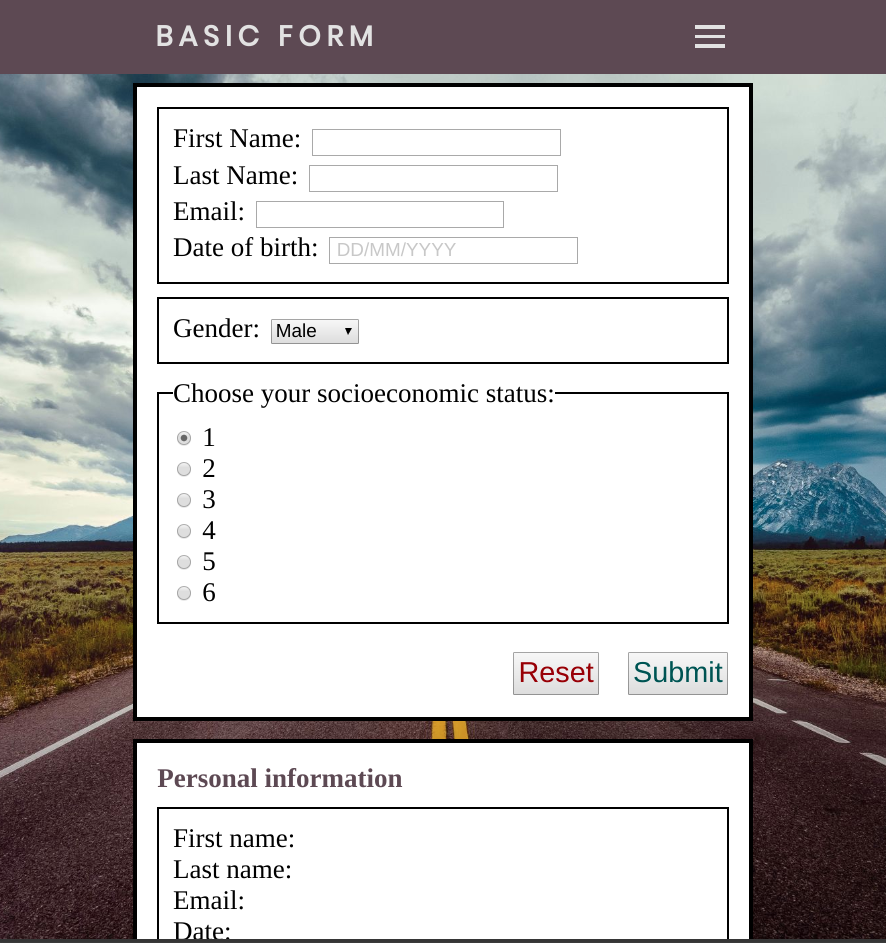 BASIC FORM
First Name:
Last Name:
Email:
Date of birth: DD/MM/YYYY
Gender: Male
Choose your socioeconomic status:
1
2
3
4
5
6
Reset Submit
Personal information
First name:
Last name:
Email:
Date: